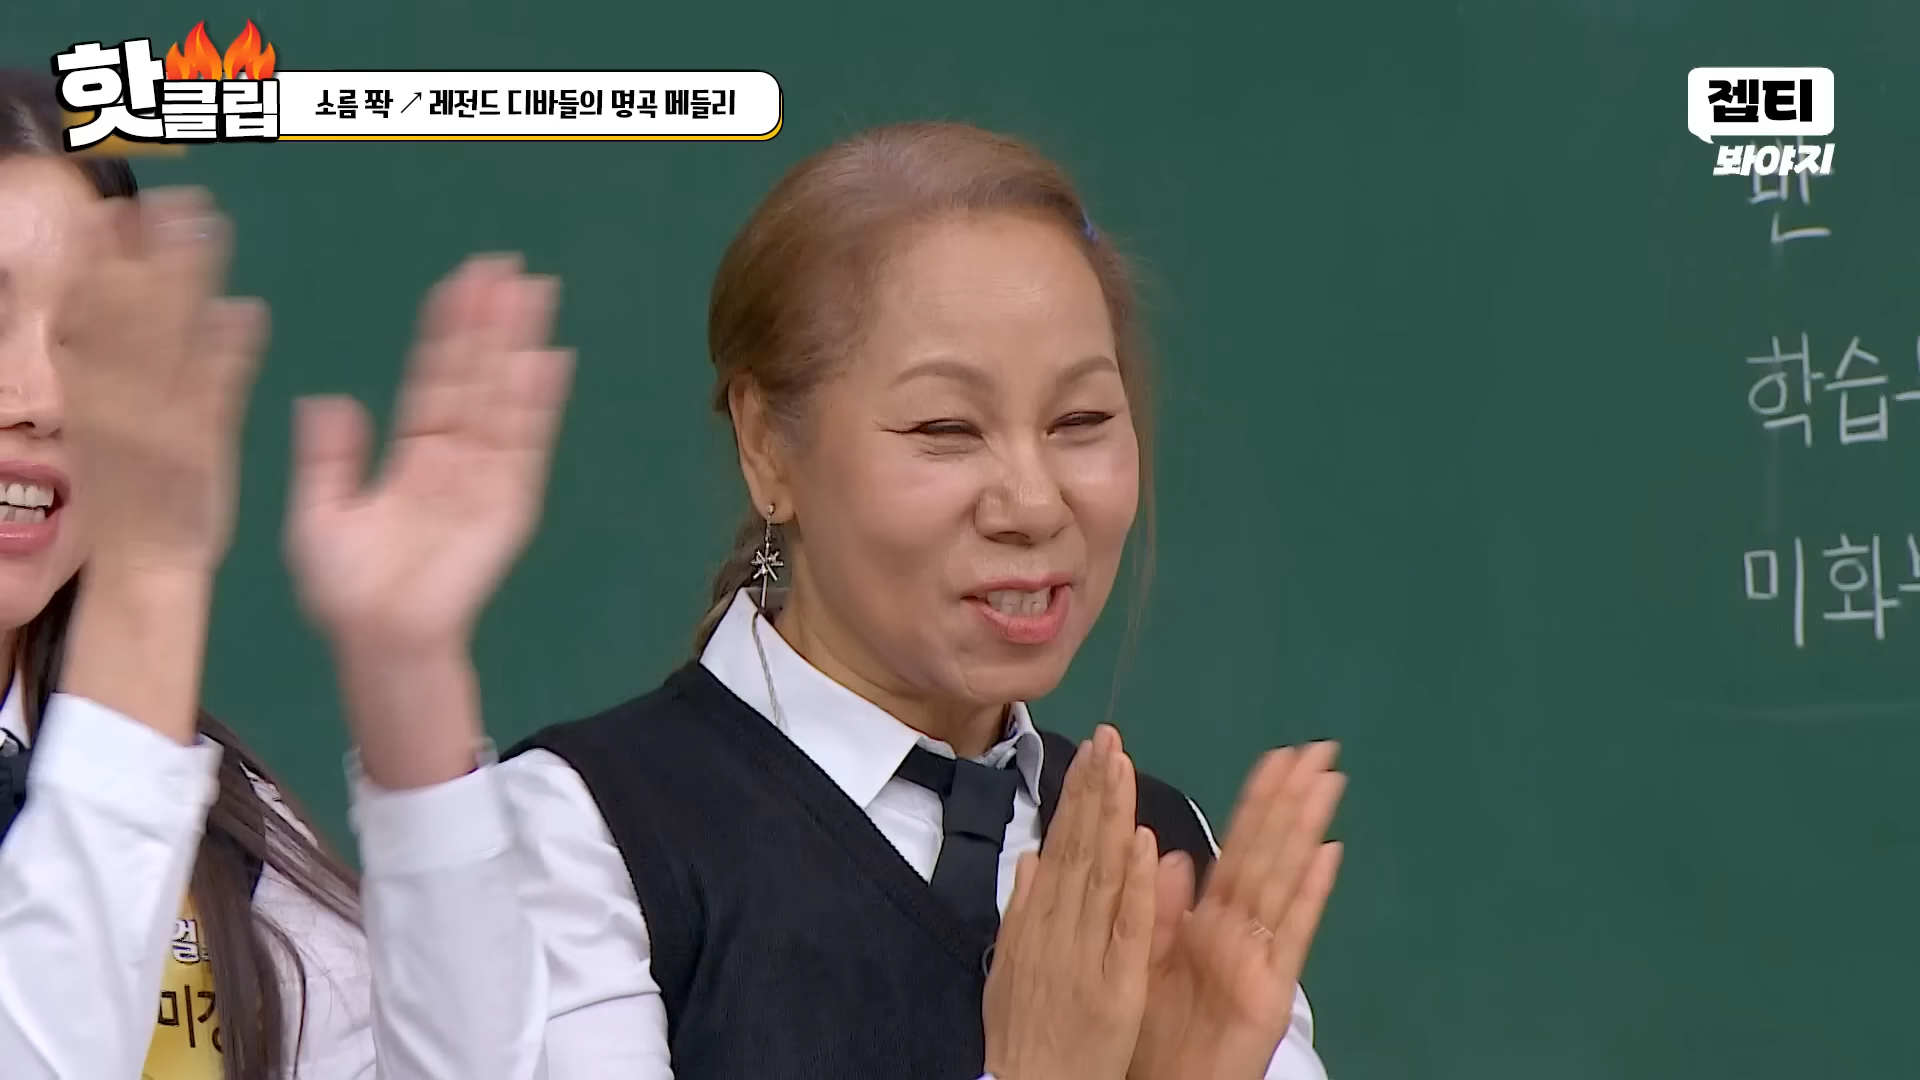 핫클립
소름 쫙 ↗ 레전드 디바들의 명곡 메들리
젭티
봐야지
반
학습
미화